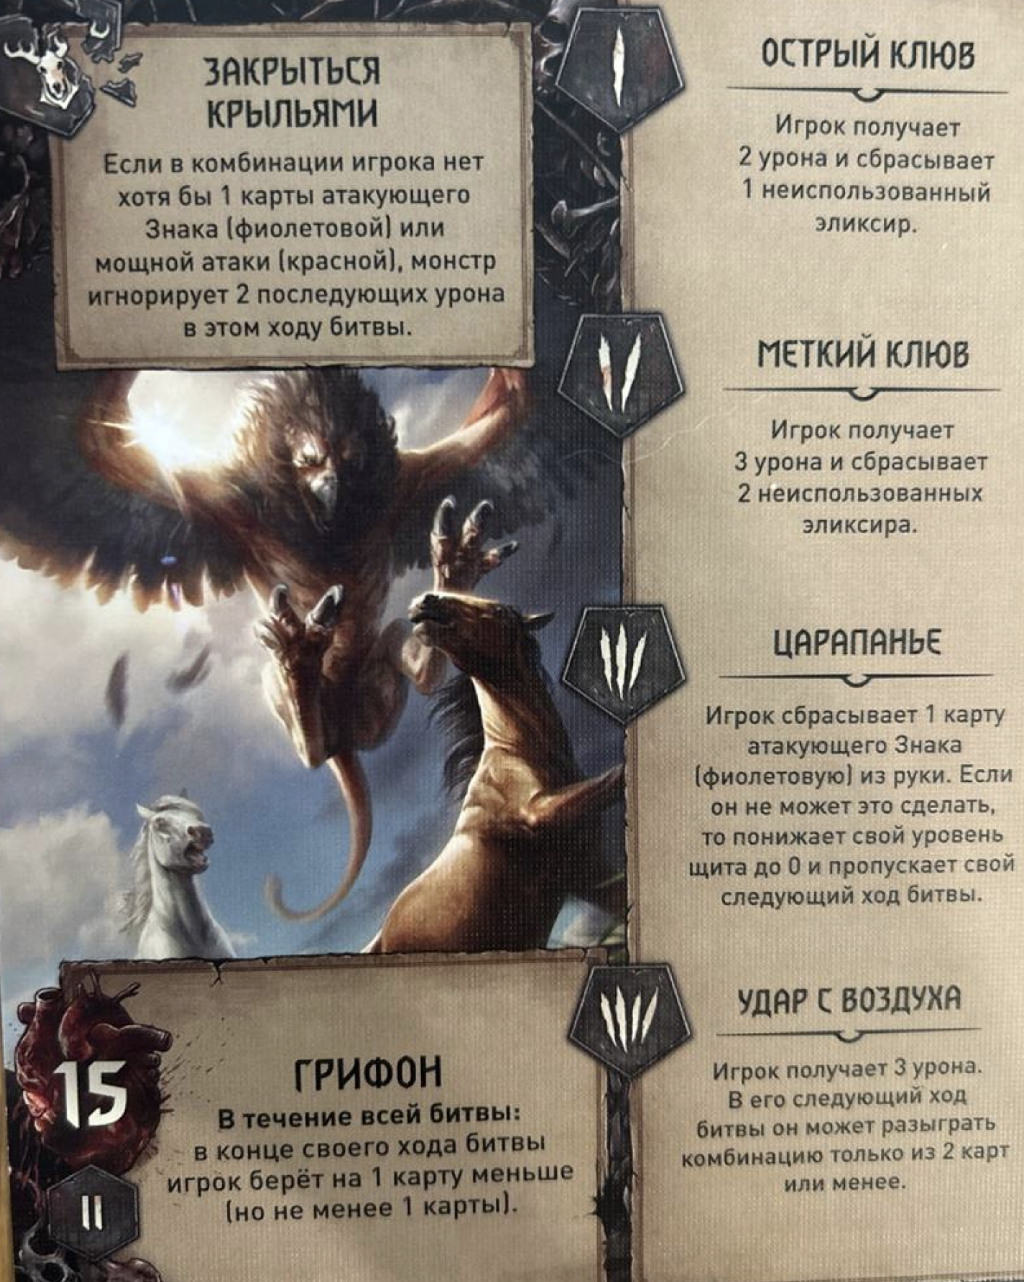 ЗАКРЫТЬСЯ
КРЫЛЬЯМИ
Если в комбинации игрока нет
хотя бы 1 карты атакующего
Знака (фиолетовой) или
мощной атаки (красной), монстр
игнорирует 2 последующих урона
в этом ходу битвы.
ОСТРЫЙ КЛЮВ
Игрок получает
2 урона и сбрасывает
1 неиспользованный
эликсир.
МЕТКИЙ КЛЮВ
Игрок получает
3 урона и сбрасывает
2 неиспользованных
эликсира.
ЦАРАПАНЬЕ
Игрок сбрасывает 1 карту
атакующего Знака
(фиолетовую) из руки. Если
он не может это сделать,
то понижает свой уровень
щита до 0 и пропускает свой
следующий ход битвы.
УДАР С ВОЗДУХА
Игрок получает 3 урона.
В его следующий ход
битвы он может разыграть
комбинацию только из 2 карт
или менее.
15
II
ГРИФОН
В течение всей битвы:
в конце своего хода битвы
игрок берёт на 1 карту меньше
(но не менее 1 карты).